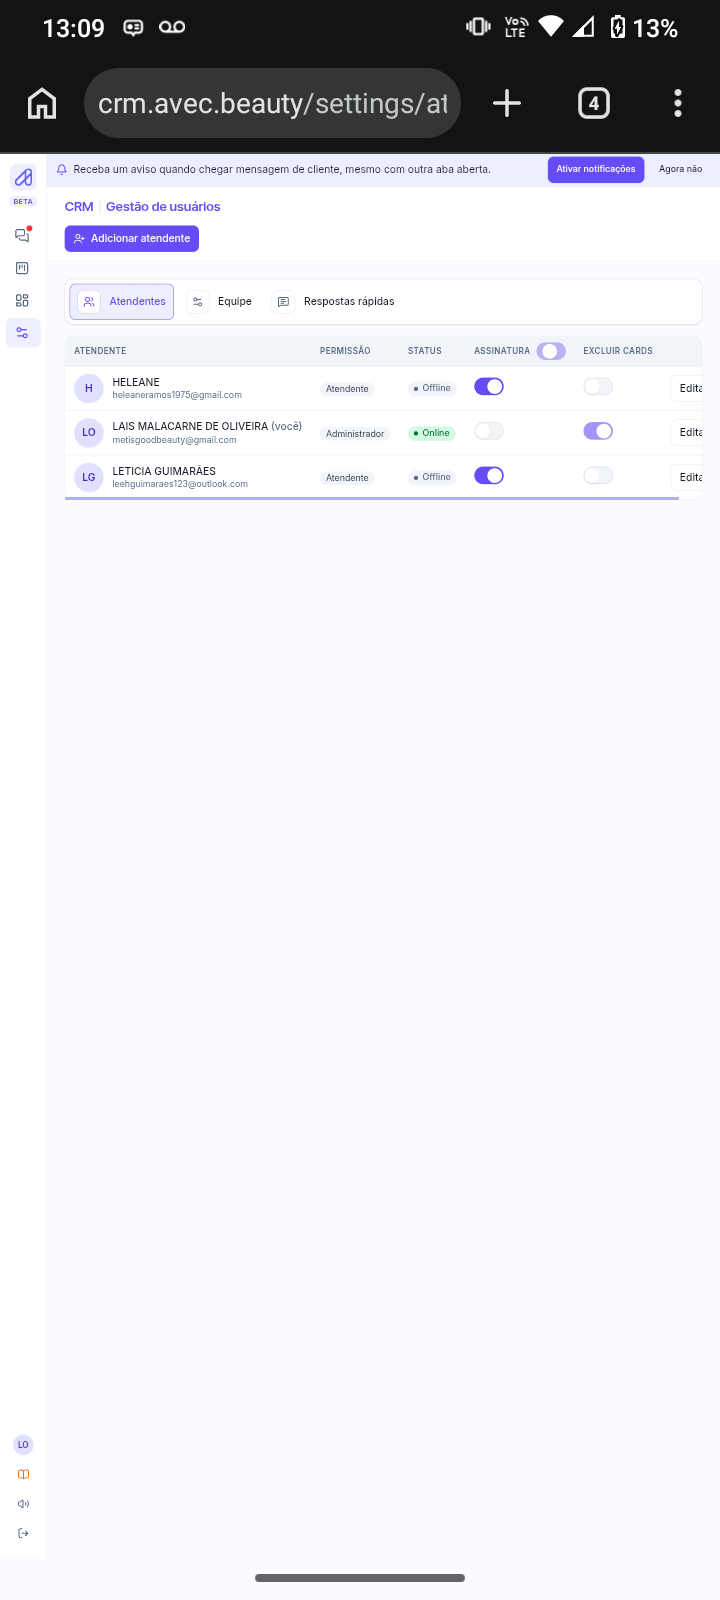 13:09
Vo
LTE
13%
crm.avec.beauty/settings/at
4
Receba um aviso quando chegar mensagem de cliente, mesmo com outra aba aberta.
Ativar notificações
Agora não
BETA
CRM | Gestão de usuários
Adicionar atendente
Atendentes
Equipe
Respostas rápidas
ATENDENTE PERMISSÃO STATUS ASSINATURA EXCLUIR CARDS
H
HELEANE
heleaneramos1975@gmail.com
Atendente
Offline
Edita
LO
LAIS MALACARNE DE OLIVEIRA (você)
metisgoodbeauty@gmail.com
Administrador
Online
Edita
LG
LETICIA GUIMARÃES
leehguimaraes123@outlook.com
Atendente
Offline
Edita
LO